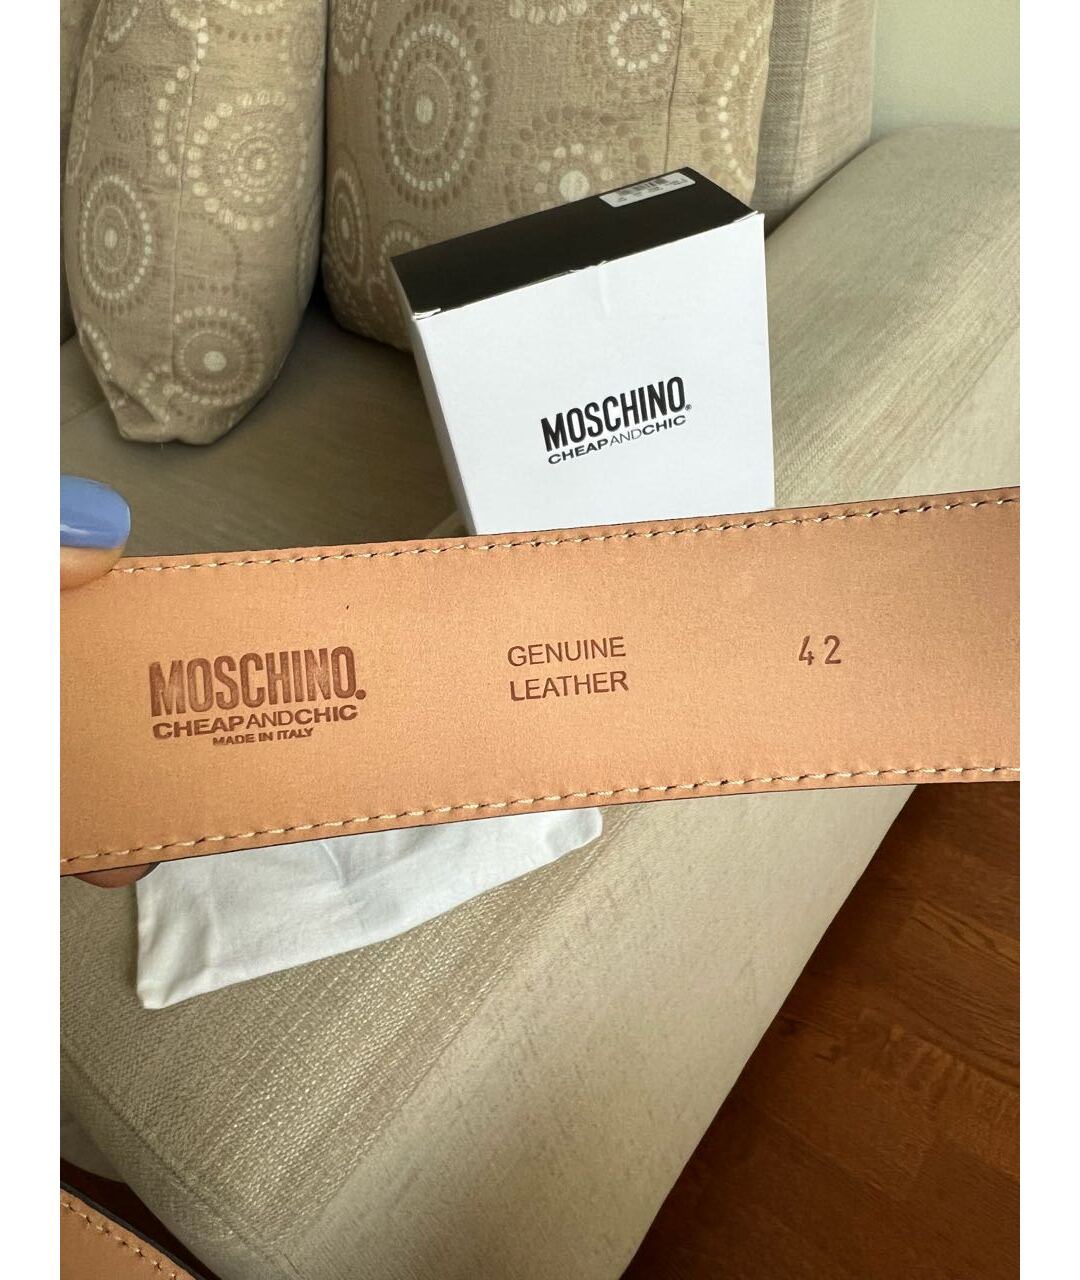 MOSCHINO®
CHEAPANDCHIC
MOSCHINO.
CHEAPANDCHIC
MADE IN ITALY
GENUINE
LEATHER
42